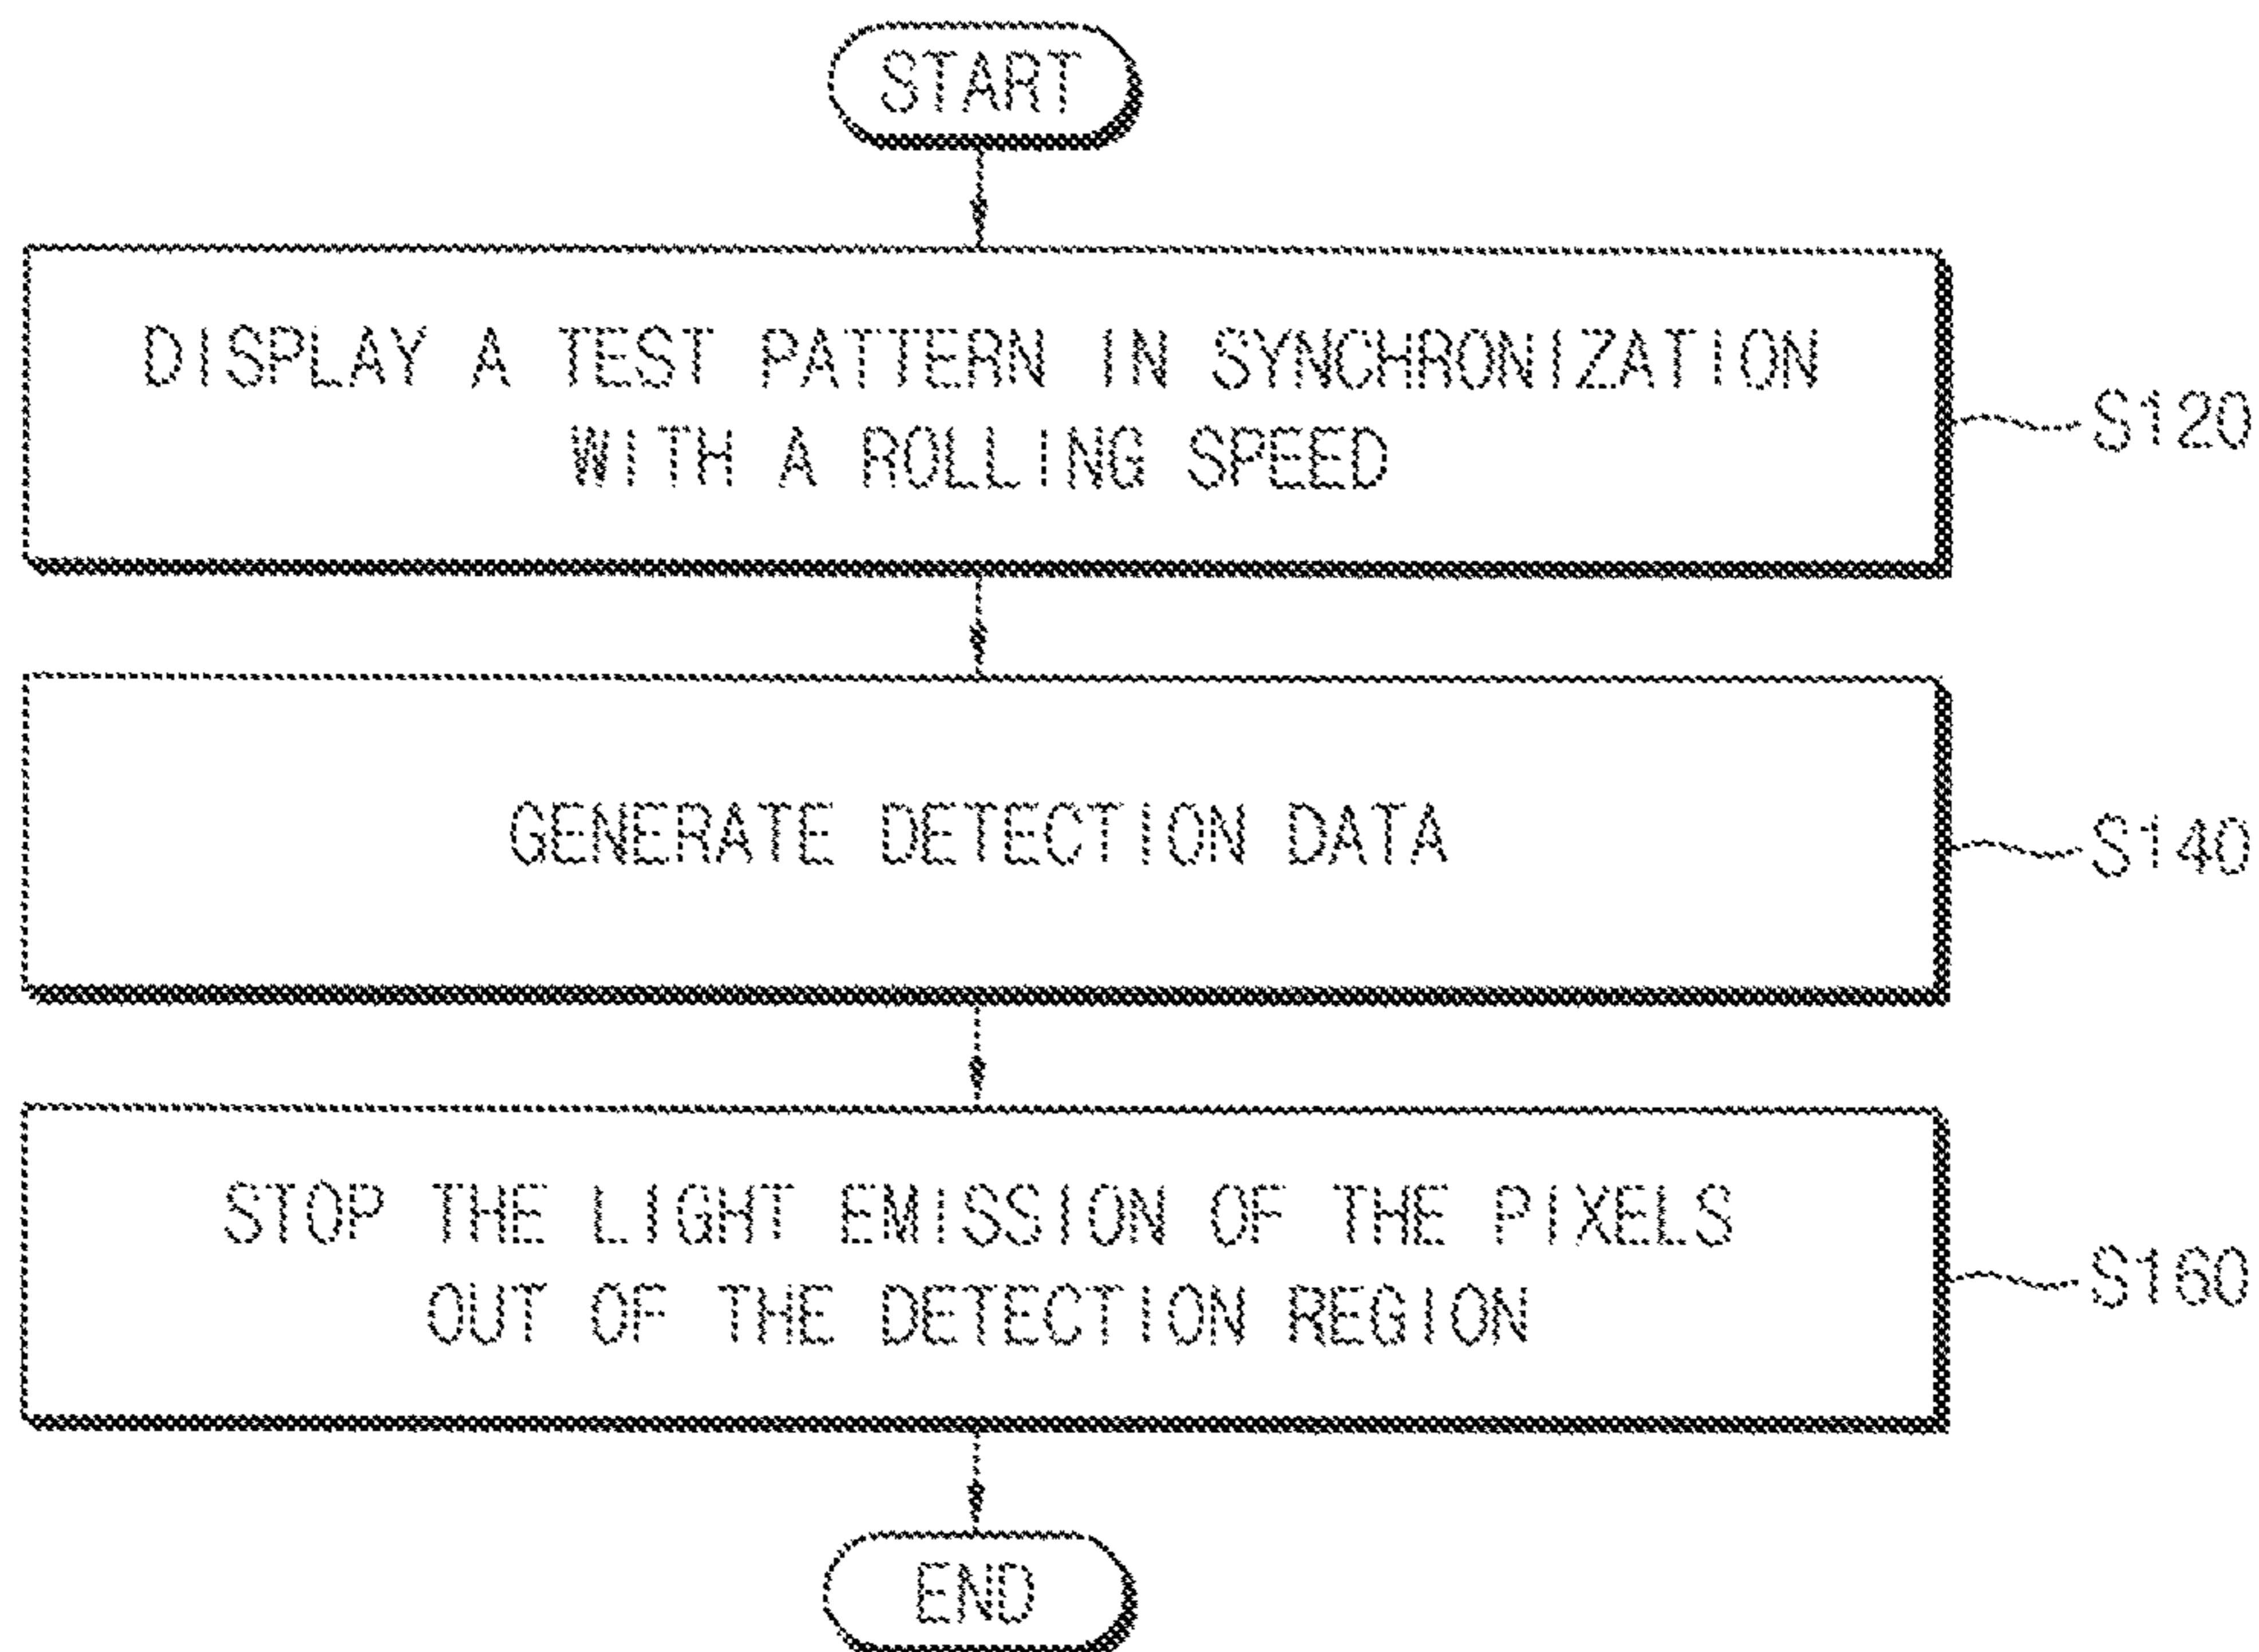 START
DISPLAY A TEST PATTERN IN SYNCHRONIZATION
WITH A ROLLING SPEED
S120
GENERATE DETECTION DATA
S140
STOP THE LIGHT EMISSION OF THE PIXELS
OUT OF THE DETECTION REGION
S160
END